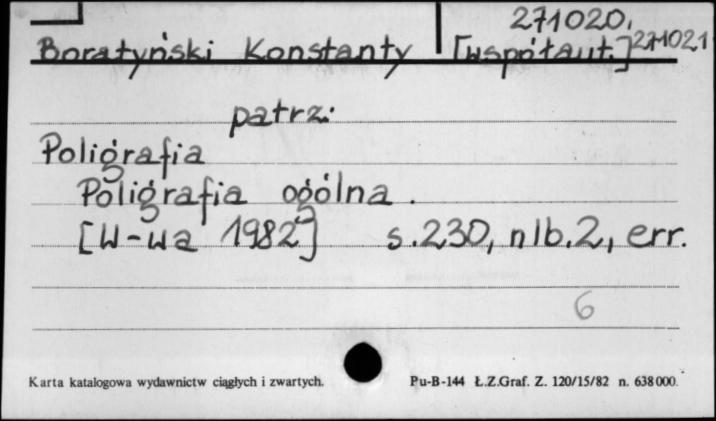 271020,
Boratyński Konstanty [współaut.] 271021
patrz:
Poligrafia
Poligrafia ogólna.
[W-wa 1982] s.230, nlb.2, err.
6
Karta katalogowa wydawnictw ciągłych i zwartych. Pu-B-144 Ł.Z.Graf. Z. 120/15/82 n. 638000.